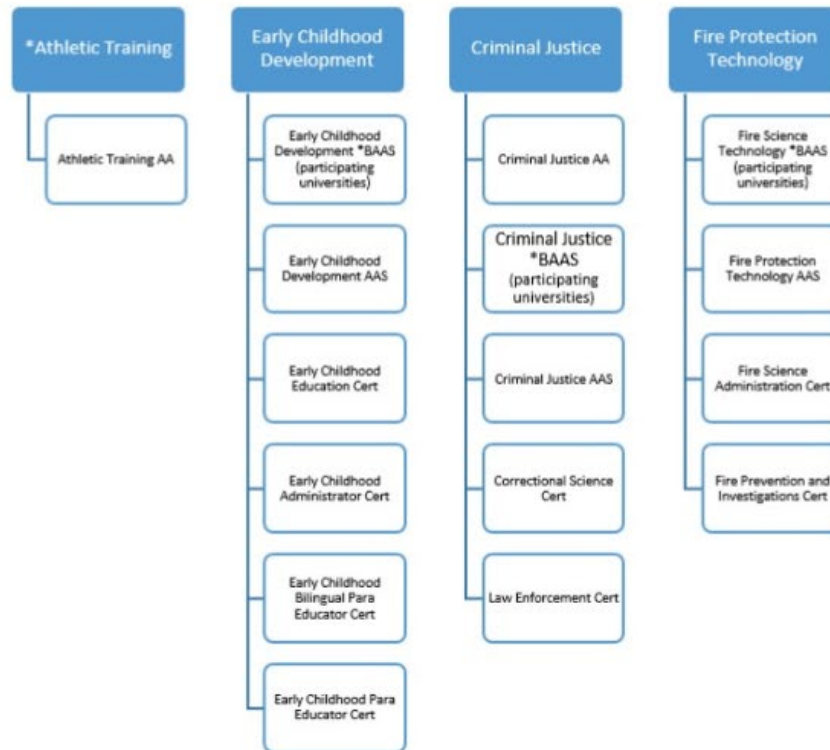 *Athletic Training
Athletic Training AA
Early Childhood
Development
Early Childhood
Development *BAAS
(participating
universities)
Early Childhood
Development AAS
Early Childhood
Education Cert
Early Childhood
Administrator Cert
Early Childhood
Bilingual Para
Educator Cert
Early Childhood Para
Educator Cert
Criminal Justice
Criminal Justice AA
Criminal Justice
*BAAS
(participating
universities)
Criminal Justice AAS
Correctional Science
Cert
Law Enforcement Cert
Fire Protection
Technology
Fire Science
Technology *BAAS
(participating
universities)
Fire Protection
Technology AAS
Fire Science
Administration Cert
Fire Prevention and
Investigations Cert